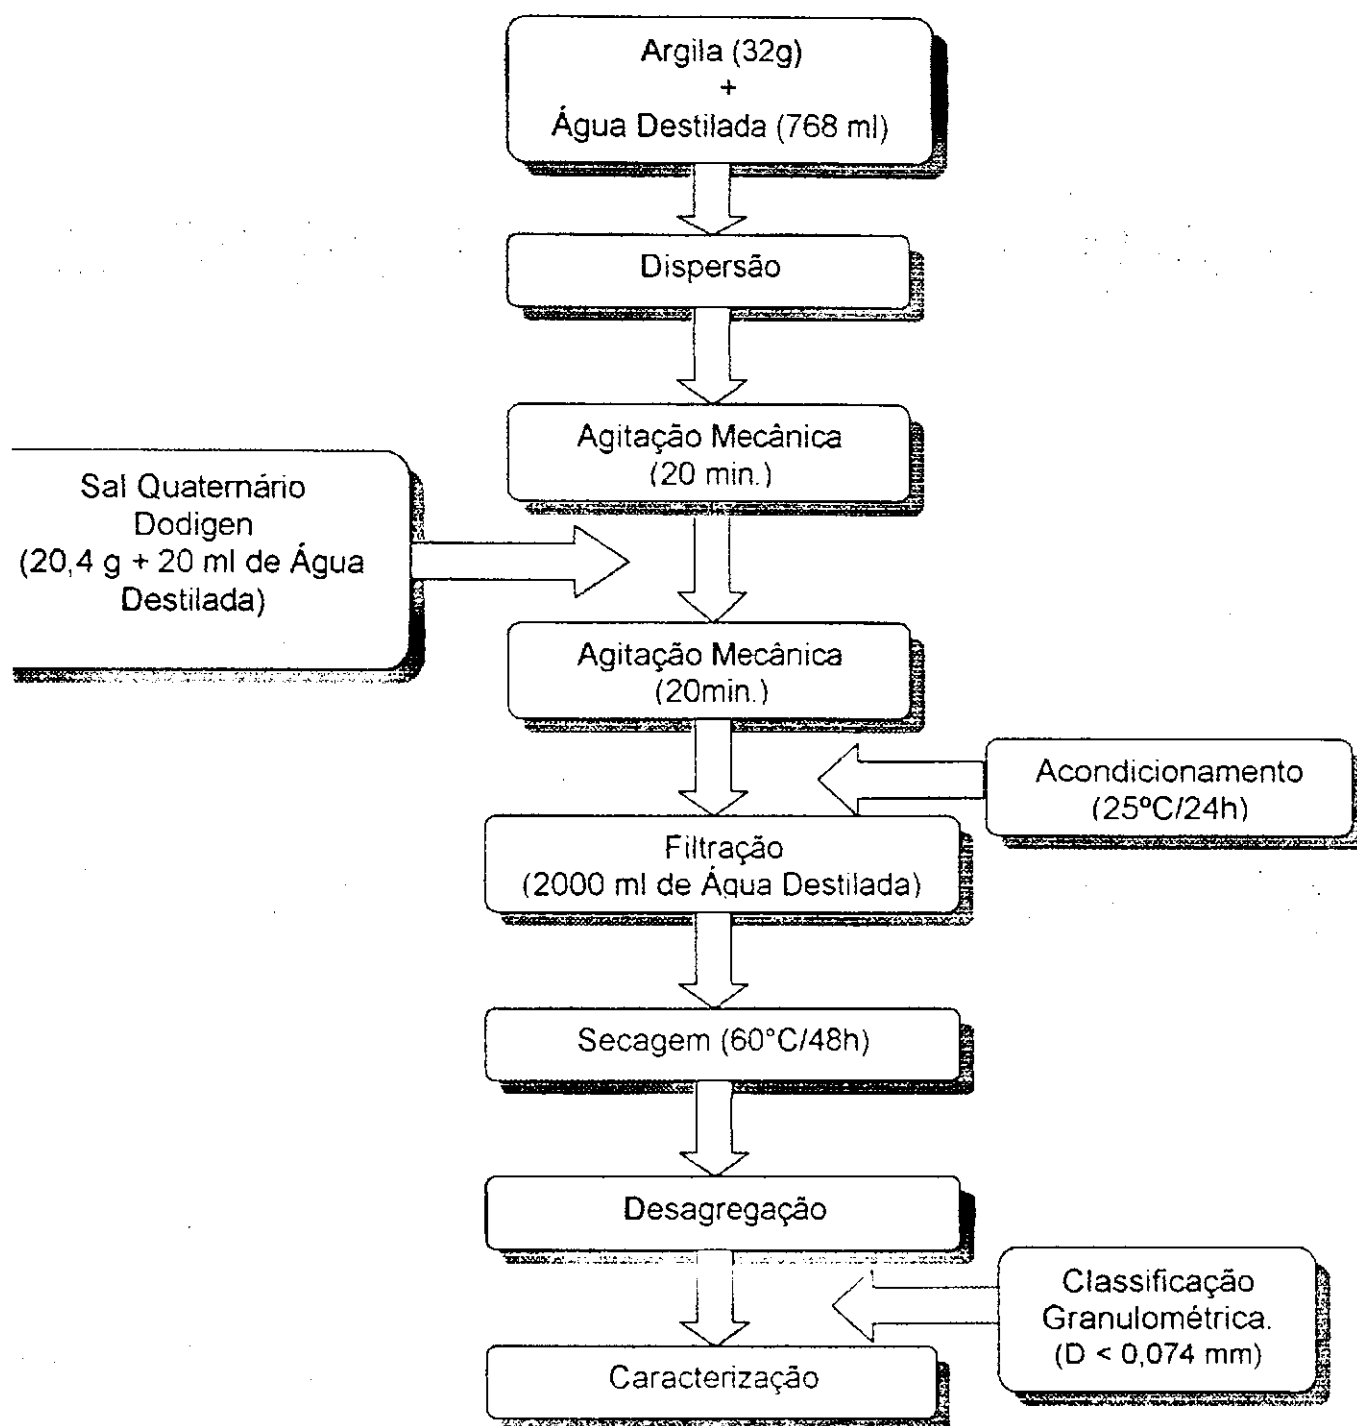 Argila (32g)
+
Água Destilada (768 ml)
Dispersão
Agitação Mecânica
(20 min.)
Sal Quaternário
Dodigen
(20,4 g + 20 ml de Água
Destilada)
Agitação Mecânica
(20min.)
Acondicionamento
(25ºC/24h)
Filtração
(2000 ml de Água Destilada)
Secagem (60°C/48h)
Desagregação
Classificação
Granulométrica.
(D < 0,074 mm)
Caracterização